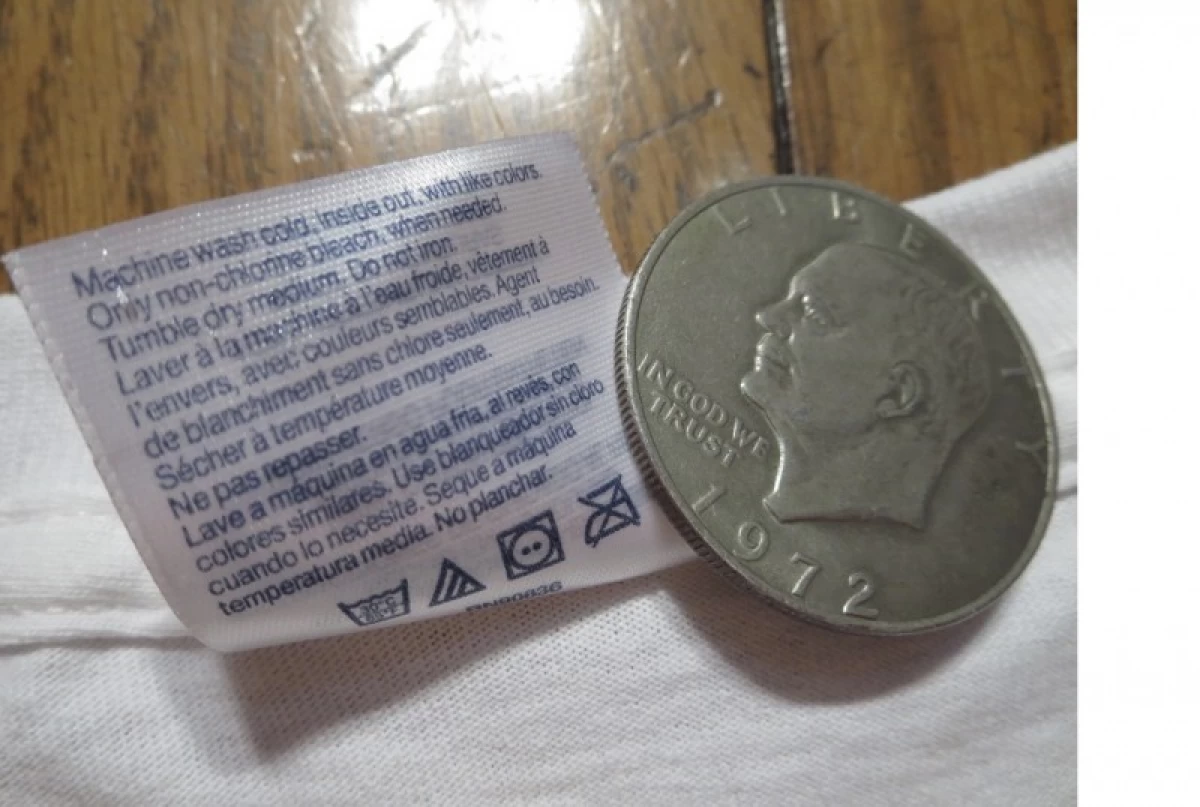 Machine wash cold, inside out, with like colors.
Only non-chlorine bleach, when needed.
Tumble dry medium. Do not iron.
Laver à la machine à l'eau froide, vêtement à
l'envers, avec couleurs semblables. Agent
de blanchiment sans chlore seulement, au besoin.
Sécher à température moyenne.
Ne pas repasser.
Lave a máquina en agua fria, al revés, con
colores similares. Use blanqueador sin cloro
cuando lo necesite. Seque a máquina
temperatura media. No planchar.
LIBERTY
IN GOD WE
TRUST
1972